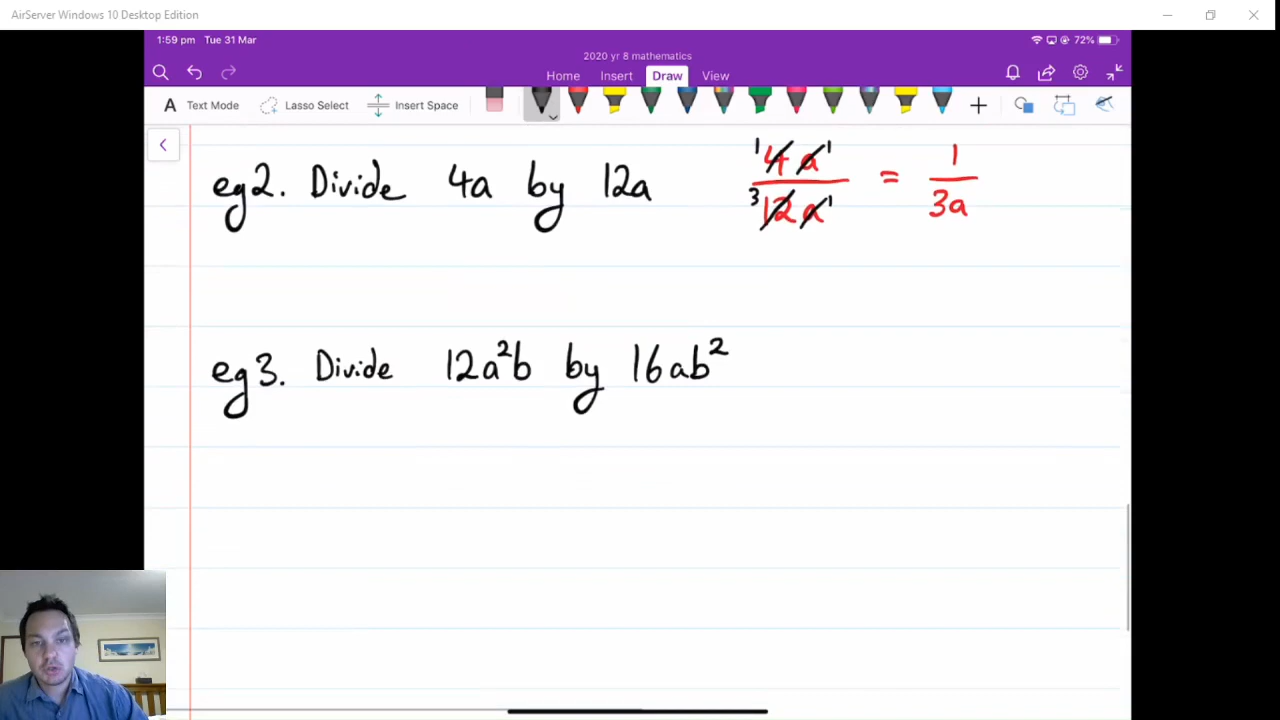 AirServer Windows 10 Desktop Edition
1:59 pm Tue 31 Mar 72%
2020 yr 8 mathematics
Home Insert Draw View
Text Mode Lasso Select Insert Space
eg2. Divide 4a by 12a ¹4a¹/³12a¹ = 1/3a
eg3. Divide 12a²b by 16ab²